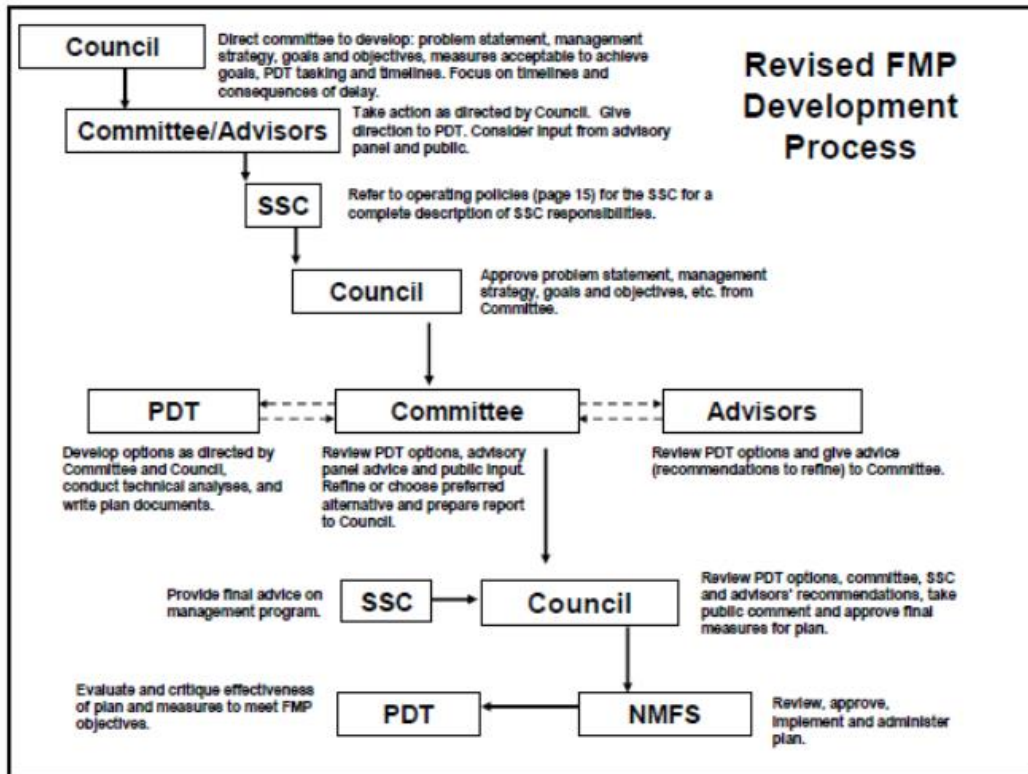 Council
Direct committee to develop: problem statement, management
strategy, goals and objectives, measures acceptable to achieve
goals, PDT tasking and timelines. Focus on timelines and
consequences of delay.
Revised FMP
Development
Process
Committee/Advisors
Take action as directed by Council. Give
direction to PDT. Consider input from advisory
panel and public.
SSC
Refer to operating policies (page 15) for the SSC for a
complete description of SSC responsibilities.
Council
Approve problem statement, management
strategy, goals and objectives, etc. from
Committee.
PDT
Develop options as directed by
Committee and Council,
conduct technical analyses, and
write plan documents.
Committee
Review PDT options, advisory
panel advice and public input.
Refine or choose preferred
alternative and prepare report
to Council.
Advisors
Review PDT options and give advice
(recommendations to refine) to Committee.
Provide final advice on
management program.
SSC
Council
Review PDT options, committee, SSC
and advisors' recommendations, take
public comment and approve final
measures for plan.
Evaluate and critique effectiveness
of plan and measures to meet FMP
objectives.
PDT
NMFS
Review, approve,
implement and administer
plan.